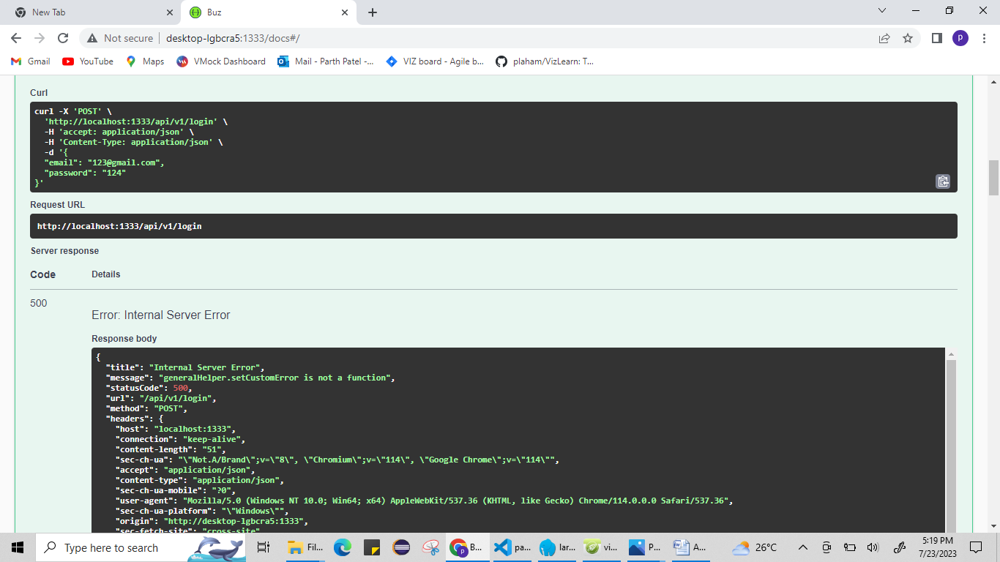 New Tab
Buz
Not secure
desktop-lgbcra5:1333/docs#/
P
Gmail
YouTube
Maps
VMock Dashboard
Mail - Parth Patel -...
VIZ board - Agile b...
plaham/VizLearn: T...
Curl
curl -X 'POST' \
'http://localhost:1333/api/v1/login' \
-H 'accept: application/json' \
-H 'Content-Type: application/json' \
-d '{
"email": "123@gmail.com",
"password": "124"
}'
Request URL
http://localhost:1333/api/v1/login
Server response
Code Details
500
Error: Internal Server Error
Response body
{
"title": "Internal Server Error",
"message": "generalHelper.setCustomError is not a function",
"statusCode": 500,
"url": "/api/v1/login",
"method": "POST",
"headers": {
"host": "localhost:1333",
"connection": "keep-alive",
"content-length": "51",
"sec-ch-ua": "\"Not.A/Brand\";v=\"8\", \"Chromium\";v=\"114\", \"Google Chrome\";v=\"114\"",
"accept": "application/json",
"content-type": "application/json",
"sec-ch-ua-mobile": "?0",
"user-agent": "Mozilla/5.0 (Windows NT 10.0; Win64; x64) AppleWebKit/537.36 (KHTML, like Gecko) Chrome/114.0.0.0 Safari/537.36",
"sec-ch-ua-platform": "\"Windows\"",
"origin": "http://desktop-lgbcra5:1333",
"sec-fetch-site": "cross-site"
Type here to search
Fil...
B...
pa...
lar...
vi...
P...
A...
26°C
5:19 PM
7/23/2023